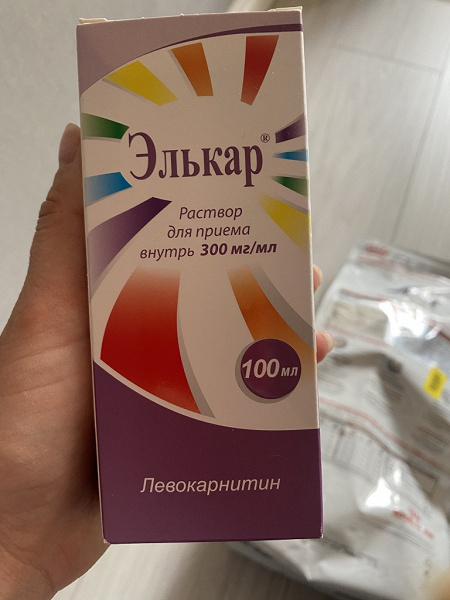 Элькар®
Раствор
для приема
внутрь 300 мг/мл
100 мл
Левокарнитин